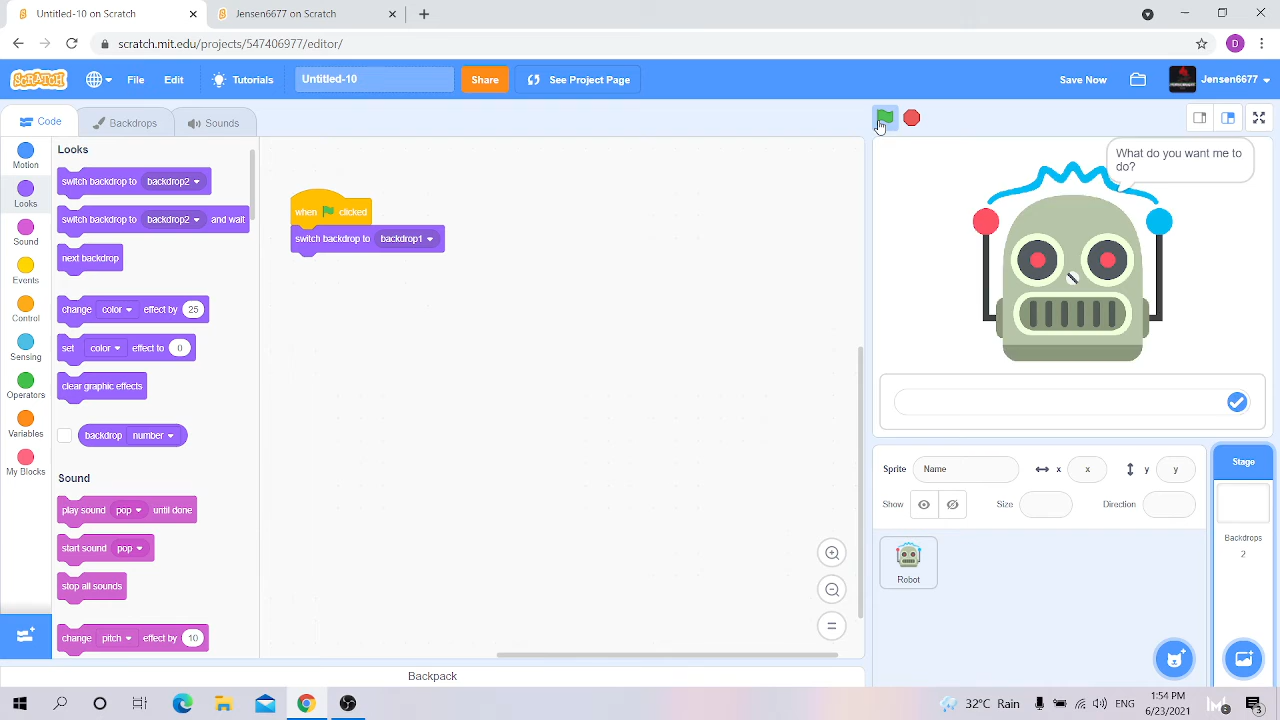 Untitled-10 on Scratch
Jensen6677 on Scratch
scratch.mit.edu/projects/547406977/editor/
D
SCRATCH
File
Edit
Tutorials
Untitled-10
Share
See Project Page
Save Now
Jensen6677
Code
Backdrops
Sounds
Motion
Looks
Sound
Events
Control
Sensing
Operators
Variables
My Blocks
Looks
switch backdrop to backdrop2
switch backdrop to backdrop2 and wait
next backdrop
change color effect by 25
set color effect to 0
clear graphic effects
backdrop number
Sound
play sound pop until done
start sound pop
stop all sounds
change pitch effect by 10
when clicked
switch backdrop to backdrop1
Backpack
What do you want me to
do?
Sprite Name x x y y
Show Size Direction
Robot
Stage
Backdrops
2
32°C Rain
ENG
1:54 PM
6/23/2021
2
3